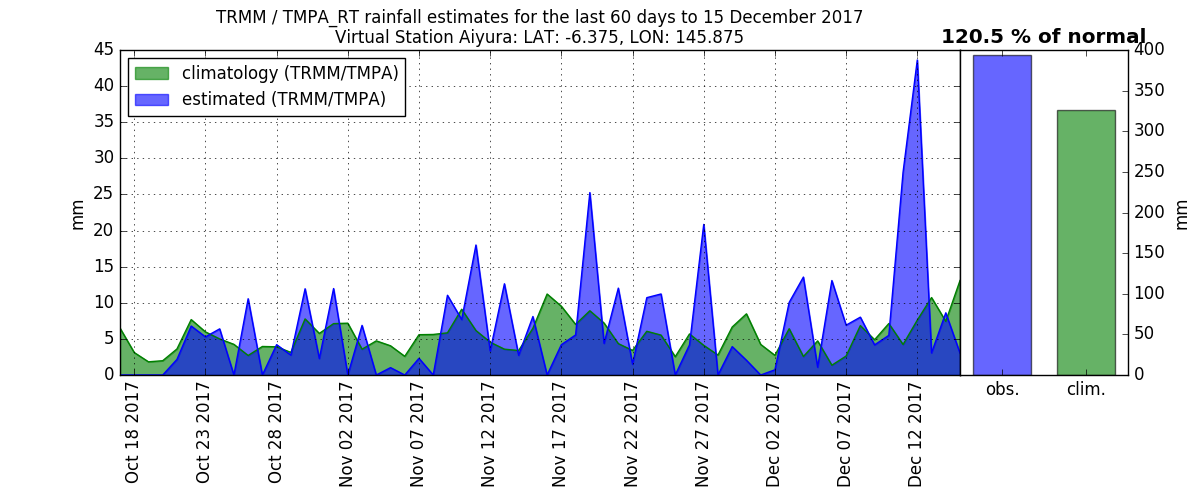 TRMM / TMPA_RT rainfall estimates for the last 60 days to 15 December 2017
Virtual Station Aiyura: LAT: -6.375, LON: 145.875
120.5 % of normal
climatology (TRMM/TMPA)
estimated (TRMM/TMPA)
45
40
35
30
25
20
15
10
5
0
mm
Oct 18 2017
Oct 23 2017
Oct 28 2017
Nov 02 2017
Nov 07 2017
Nov 12 2017
Nov 17 2017
Nov 22 2017
Nov 27 2017
Dec 02 2017
Dec 07 2017
Dec 12 2017
obs.
clim.
400
350
300
250
200
150
100
50
0
mm